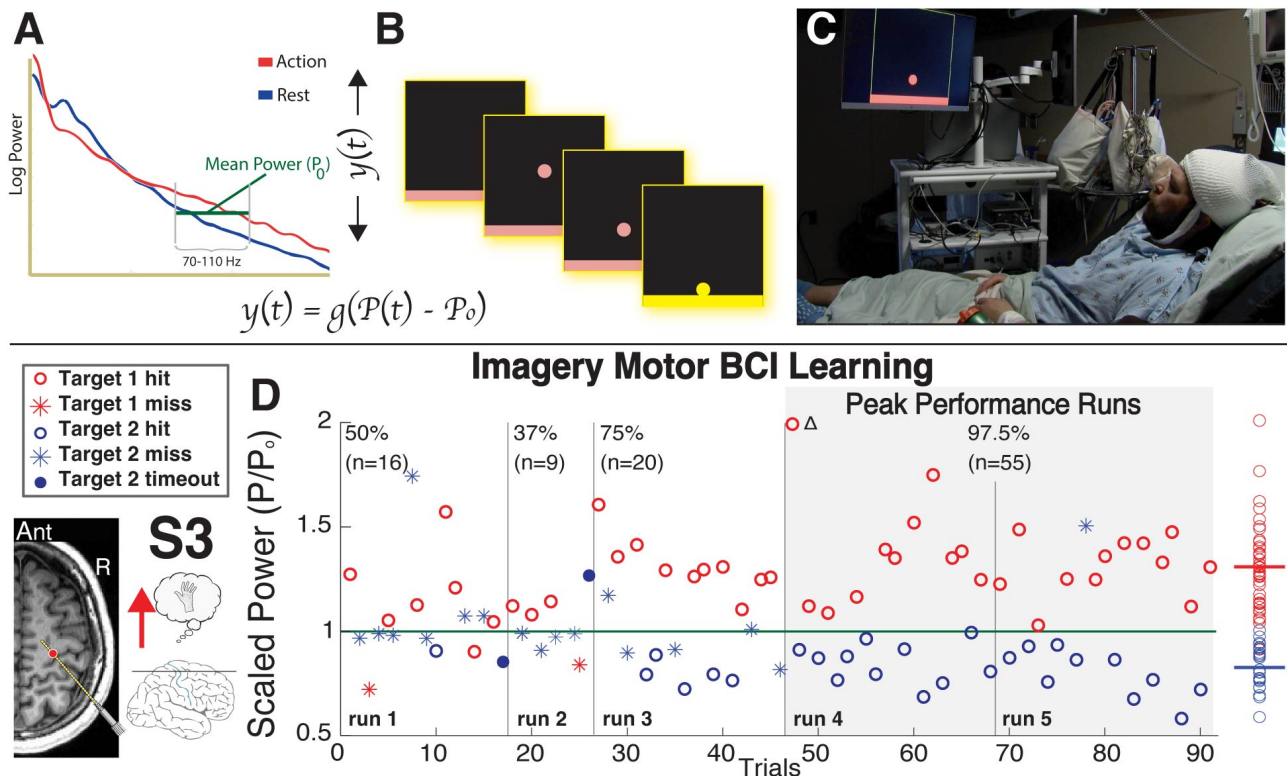 A
Action
Rest
Log Power
Mean Power (P0)
70-110 Hz
y(t)
B
C
y(t) = g(P(t) - Po)
Imagery Motor BCI Learning
Target 1 hit
Target 1 miss
Target 2 hit
Target 2 miss
Target 2 timeout
D
Peak Performance Runs
Δ
50%
(n=16)
37%
(n=9)
75%
(n=20)
97.5%
(n=55)
Scaled Power (P/Po)
2
1.5
1
0.5
run 1
run 2
run 3
run 4
run 5
0
10
20
30
40
50
60
70
80
90
Trials
Ant
R
S3